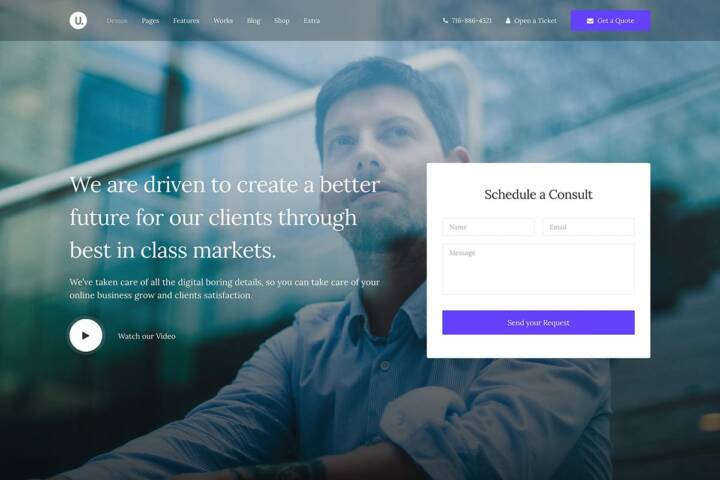 U.
Demos Pages Features Works Blog Shop Extra
716-886-4521 Open a Ticket Get a Quote
We are driven to create a better
future for our clients through
best in class markets.
We've taken care of all the digital boring details, so you can take care of your
online business grow and clients satisfaction.
Watch our Video
Schedule a Consult
Name Email
Message
Send your Request